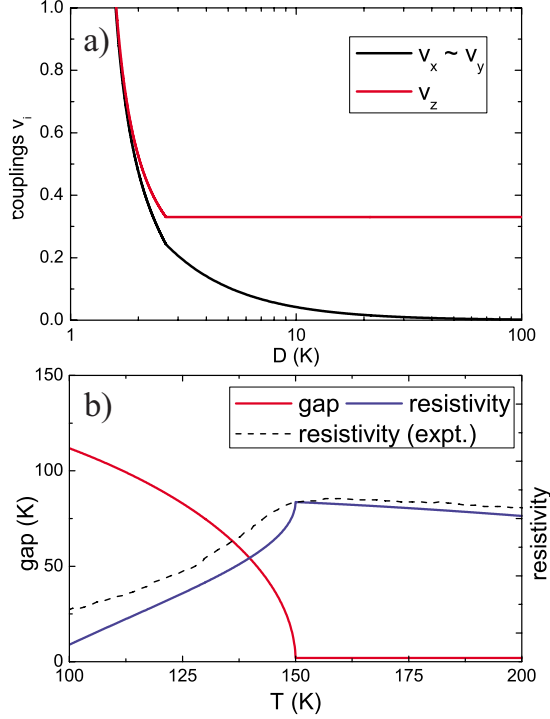 a)
1.0
0.8
0.6
0.4
0.2
0.0
couplings v_i
v_x ~ v_y
v_z
1
10
100
D (K)
b)
150
100
50
0
gap (K)
gap
resistivity
resistivity (expt.)
resistivity
100
125
150
175
200
T (K)